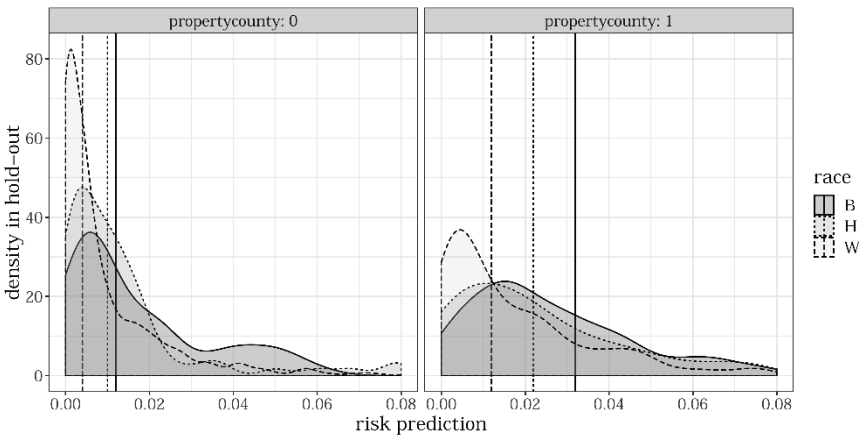 propertycounty: 0
propertycounty: 1
80
60
40
20
0
density in hold-out
0.00 0.02 0.04 0.06 0.08
0.00 0.02 0.04 0.06 0.08
risk prediction
race
B
H
W